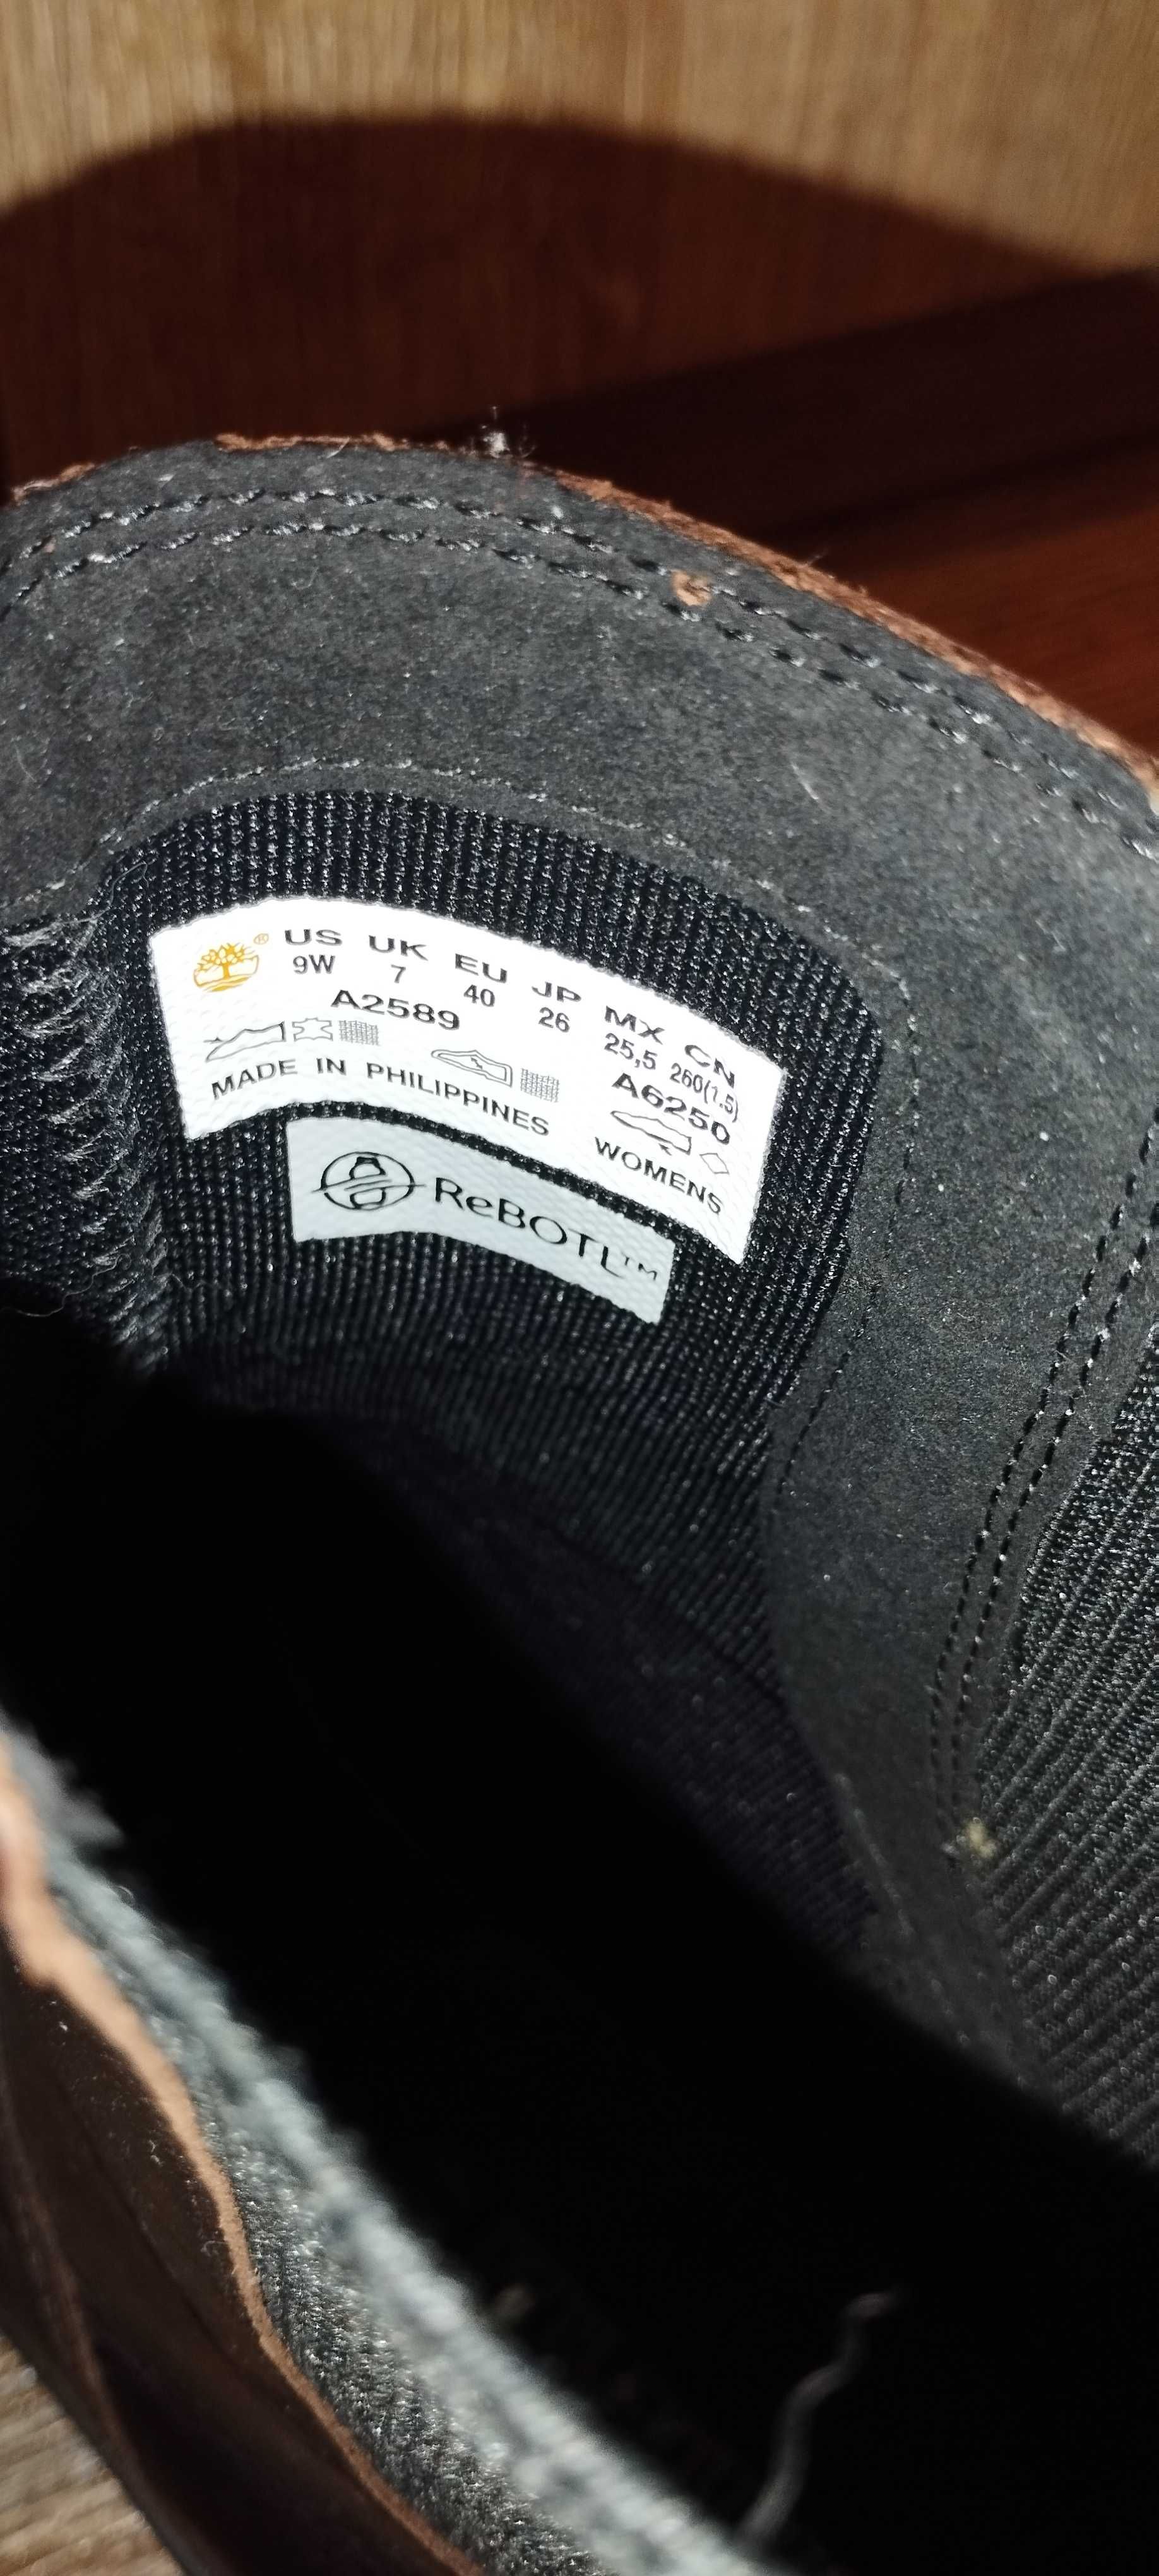 ® US UK EU JP MX CN
9W 7 40 26 25,5 260(1.5)
A2589 A6250
MADE IN PHILIPPINES WOMENS
ReBOTL™